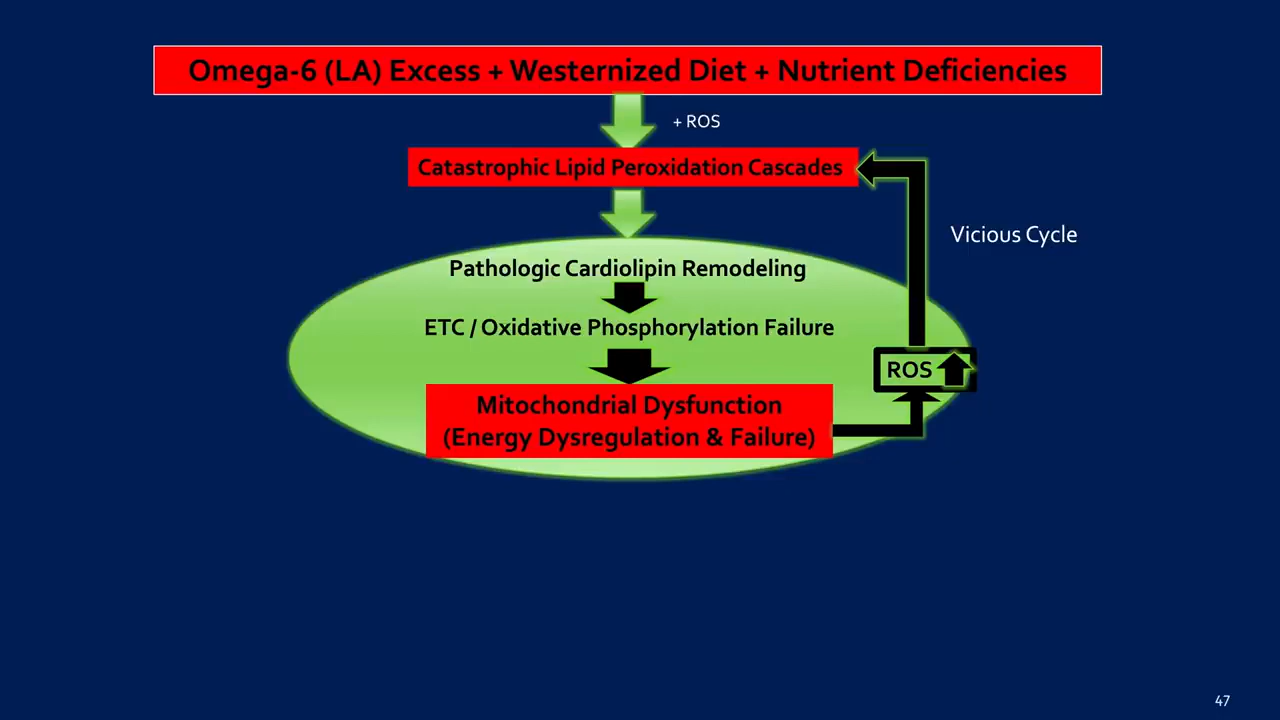 Omega-6 (LA) Excess + Westernized Diet + Nutrient Deficiencies
+ ROS
Catastrophic Lipid Peroxidation Cascades
Vicious Cycle
Pathologic Cardiolipin Remodeling
ETC / Oxidative Phosphorylation Failure
ROS
Mitochondrial Dysfunction
(Energy Dysregulation & Failure)
47